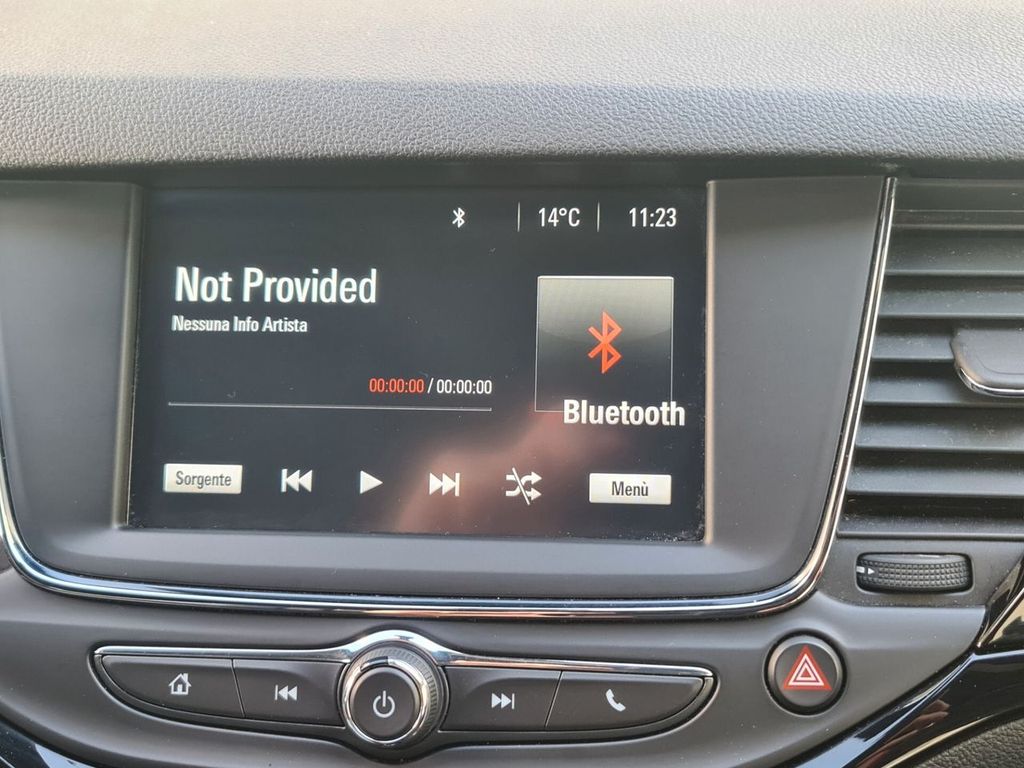 14°C 11:23
Not Provided
Nessuna Info Artista
00:00:00 / 00:00:00
Bluetooth
Sorgente
Menù